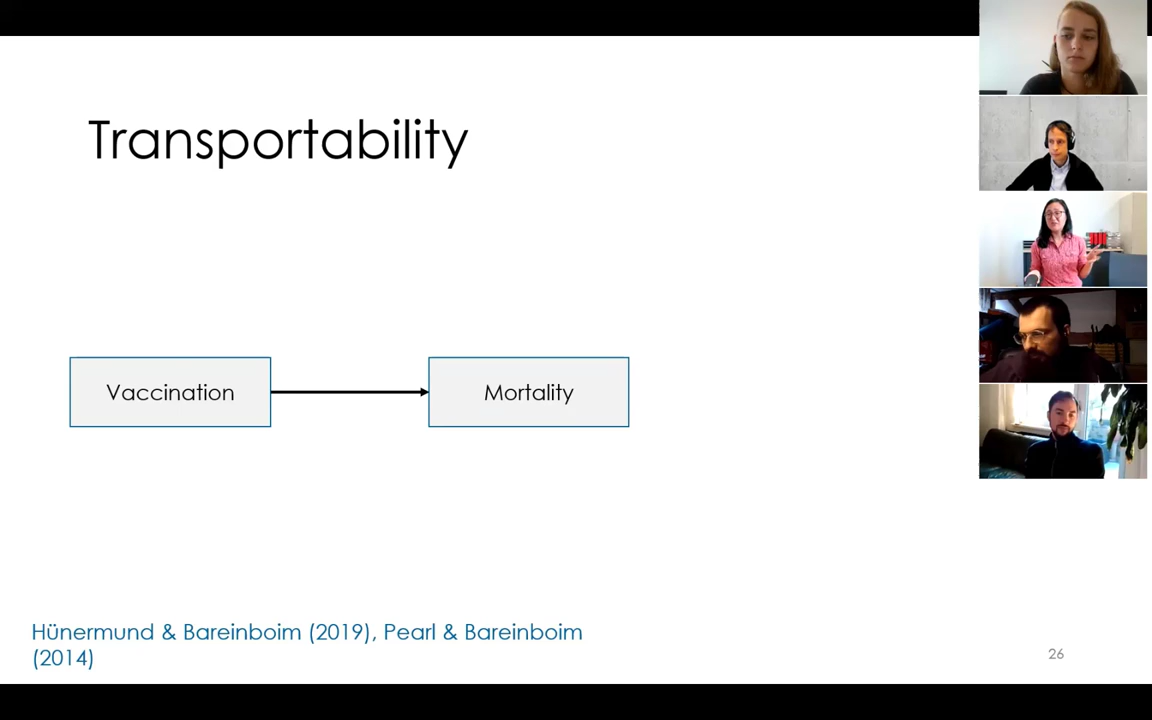 Transportability
Vaccination
Mortality
Hünermund & Bareinboim (2019), Pearl & Bareinboim
(2014)
26